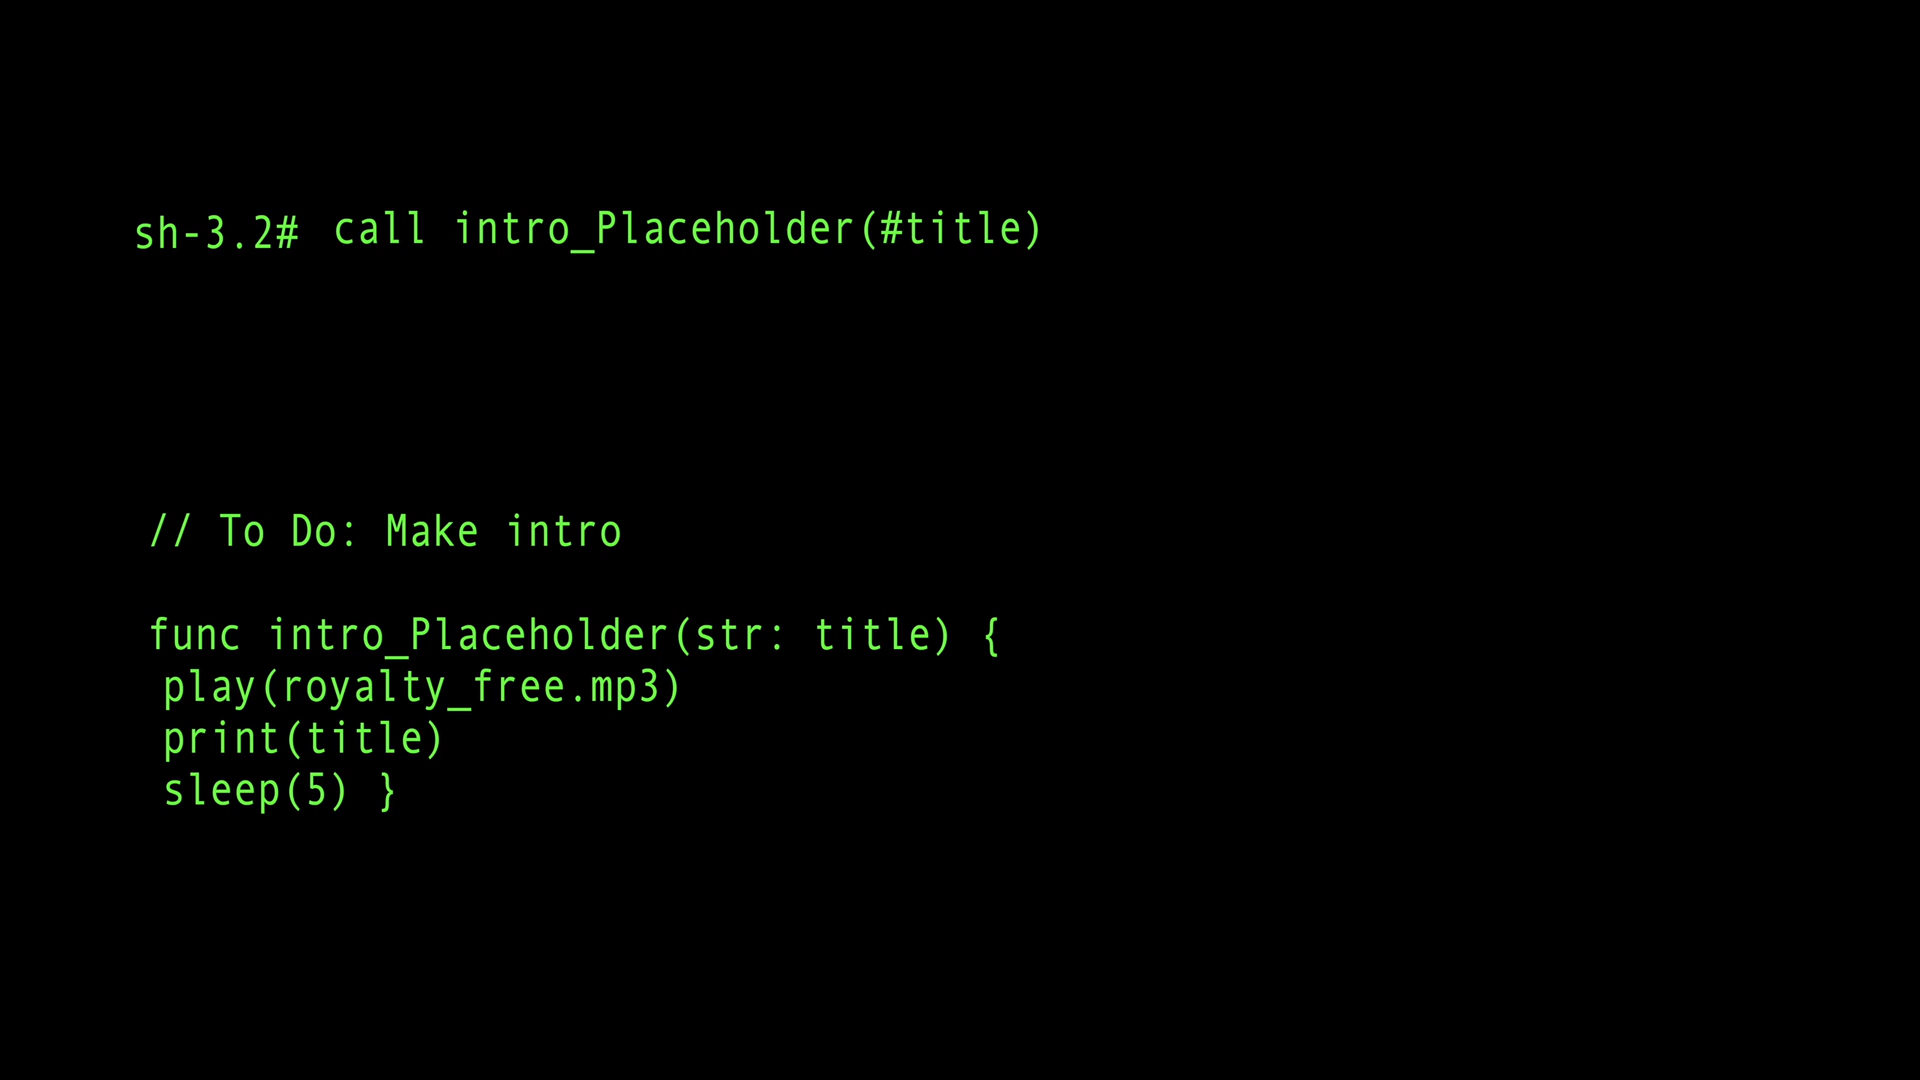 sh-3.2# call intro_Placeholder(#title)
// To Do: Make intro
func intro_Placeholder(str: title) {
play(royalty_free.mp3)
print(title)
sleep(5) }